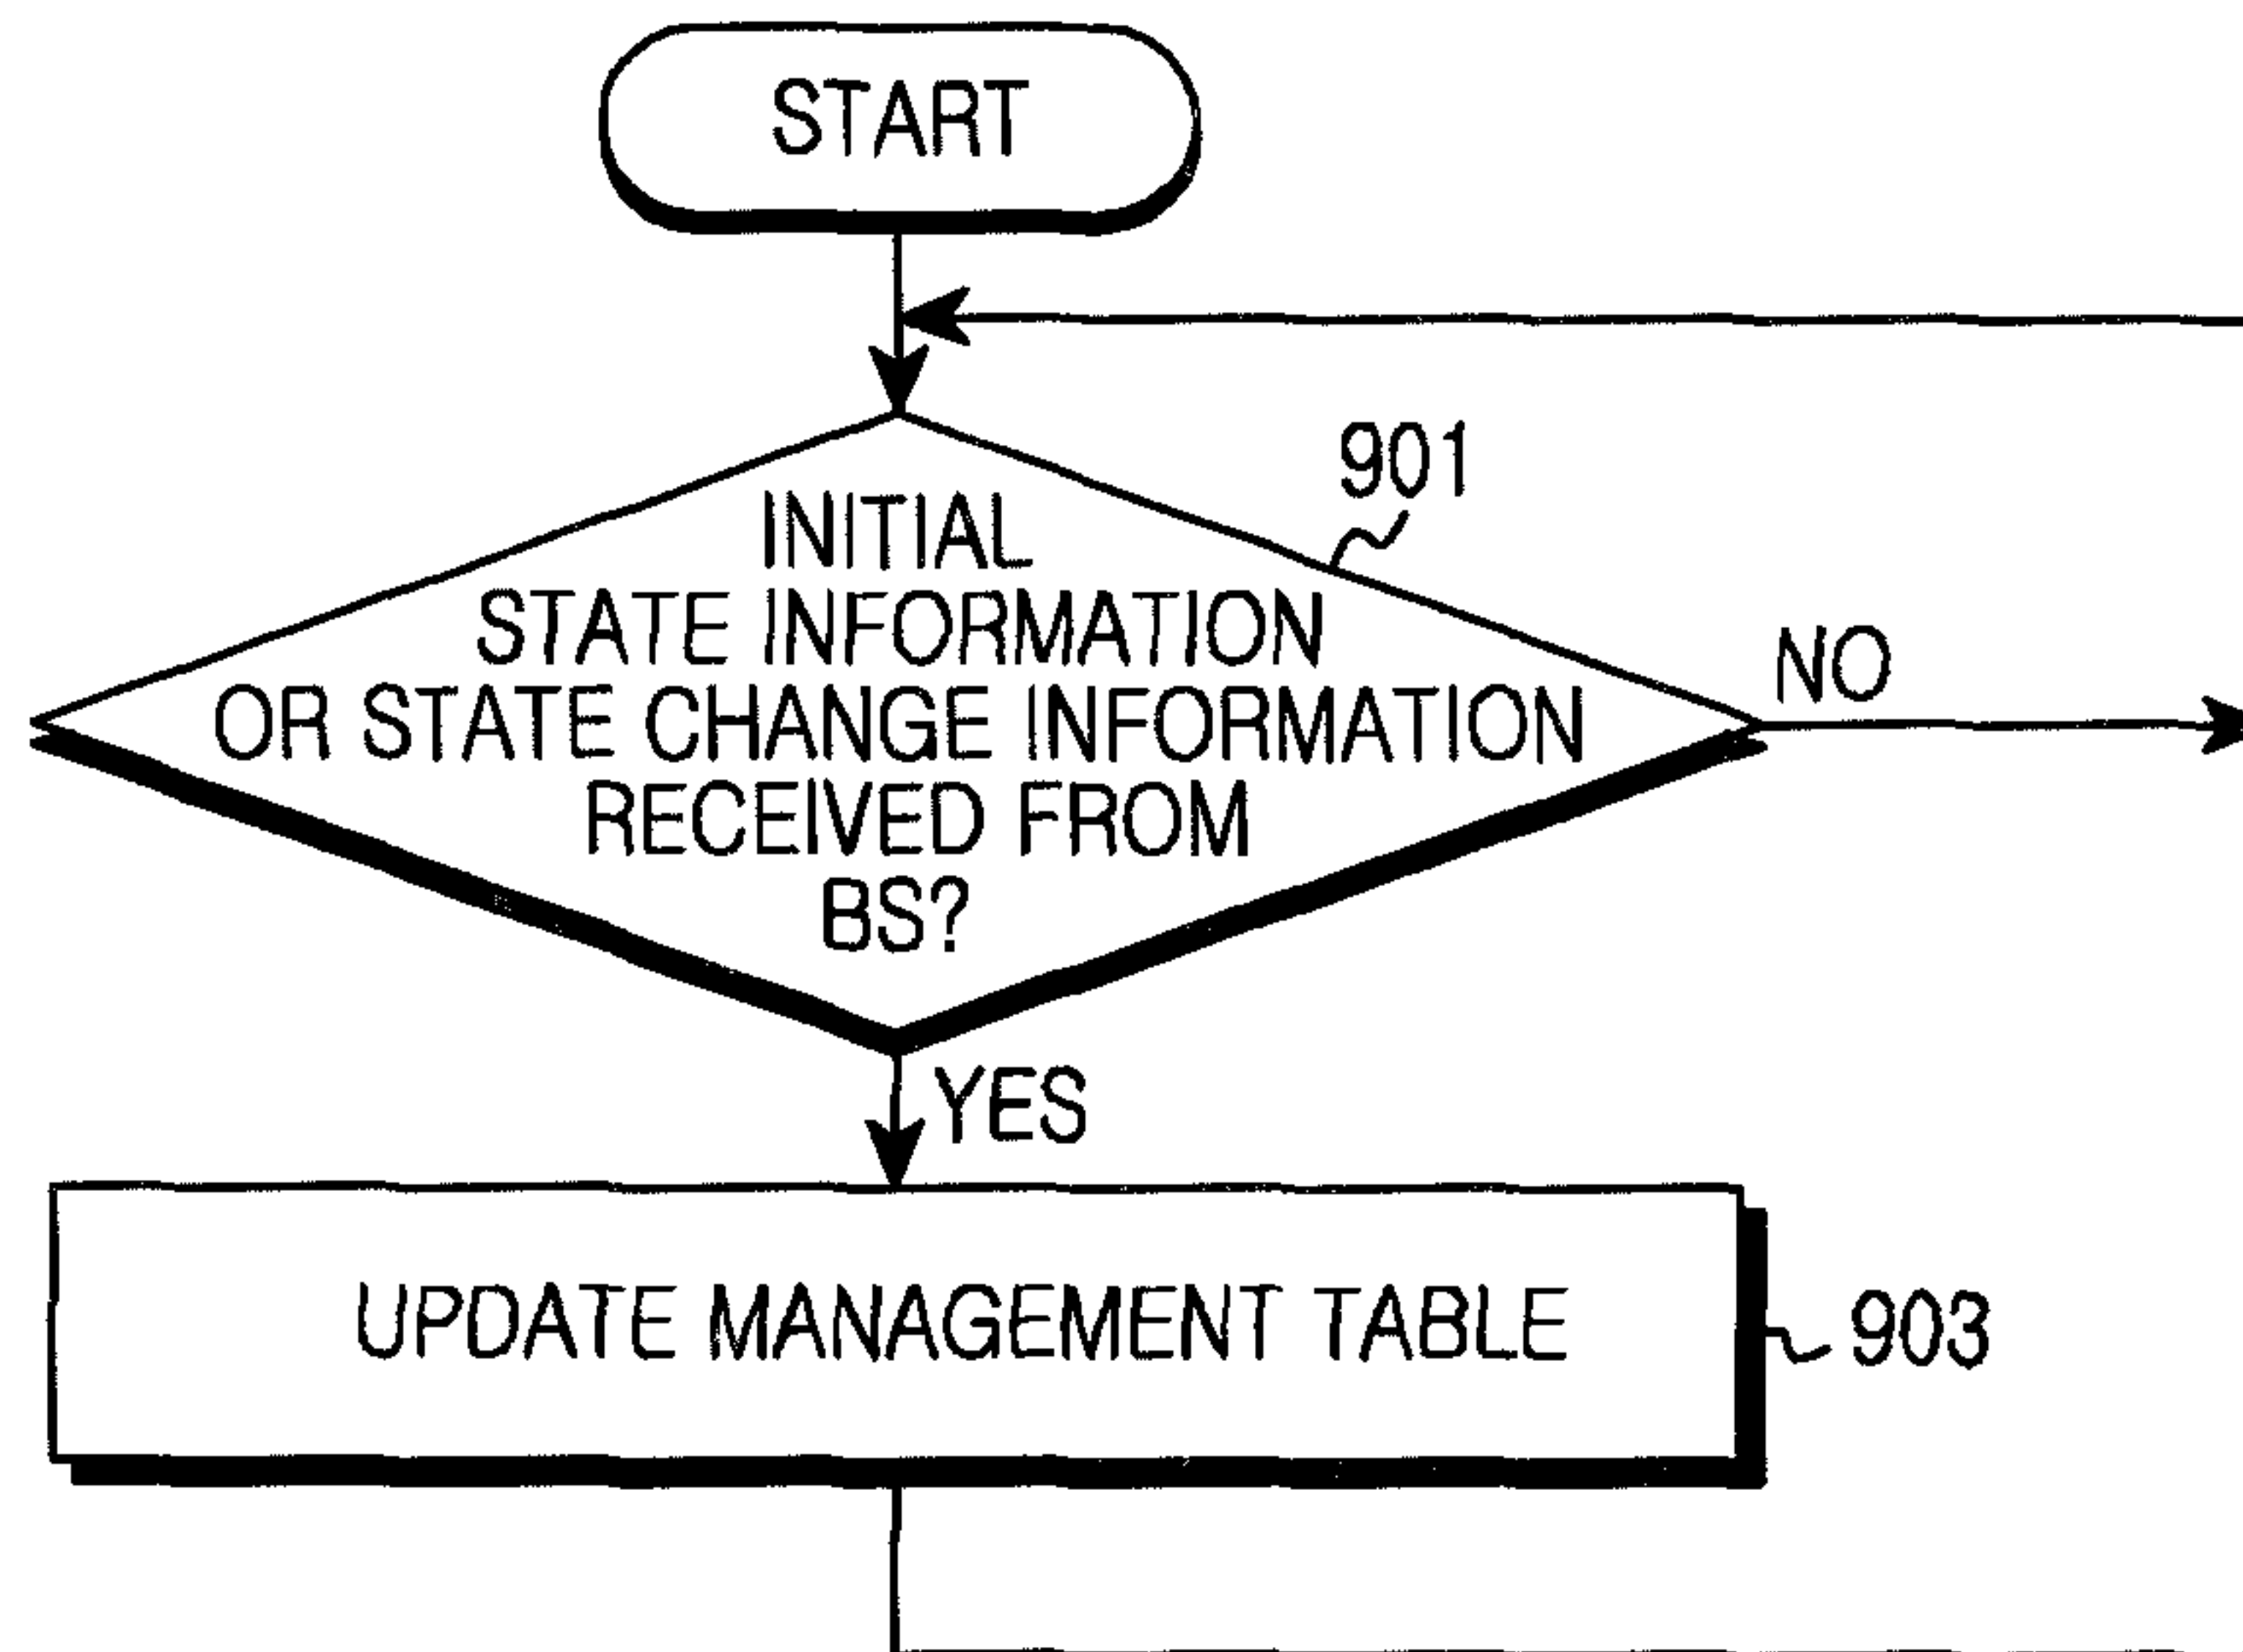 START
901
INITIAL
STATE INFORMATION
OR STATE CHANGE INFORMATION
RECEIVED FROM
BS?
NO
YES
UPDATE MANAGEMENT TABLE
903